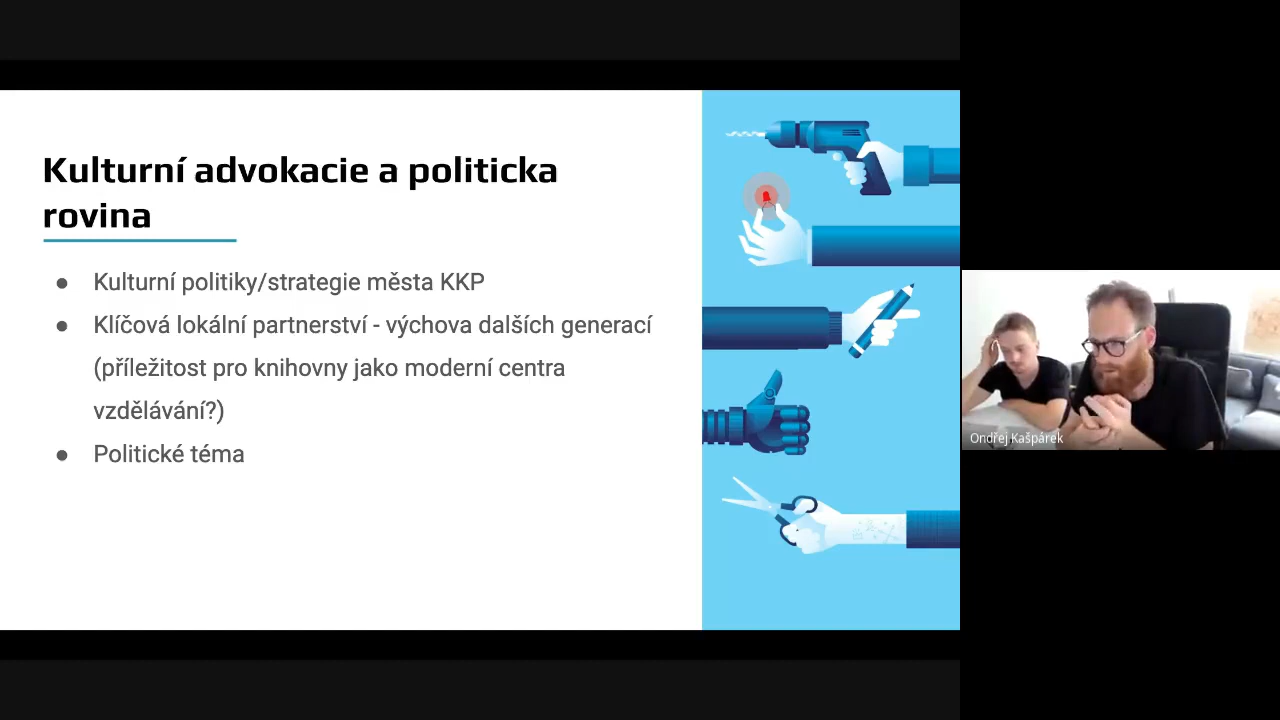 Kulturní advokacie a politicka
rovina
● Kulturní politiky/strategie města KKP
● Klíčová lokální partnerství - výchova dalších generací
(příležitost pro knihovny jako moderní centra
vzdělávání?)
● Politické téma
Ondřej Kašpárek